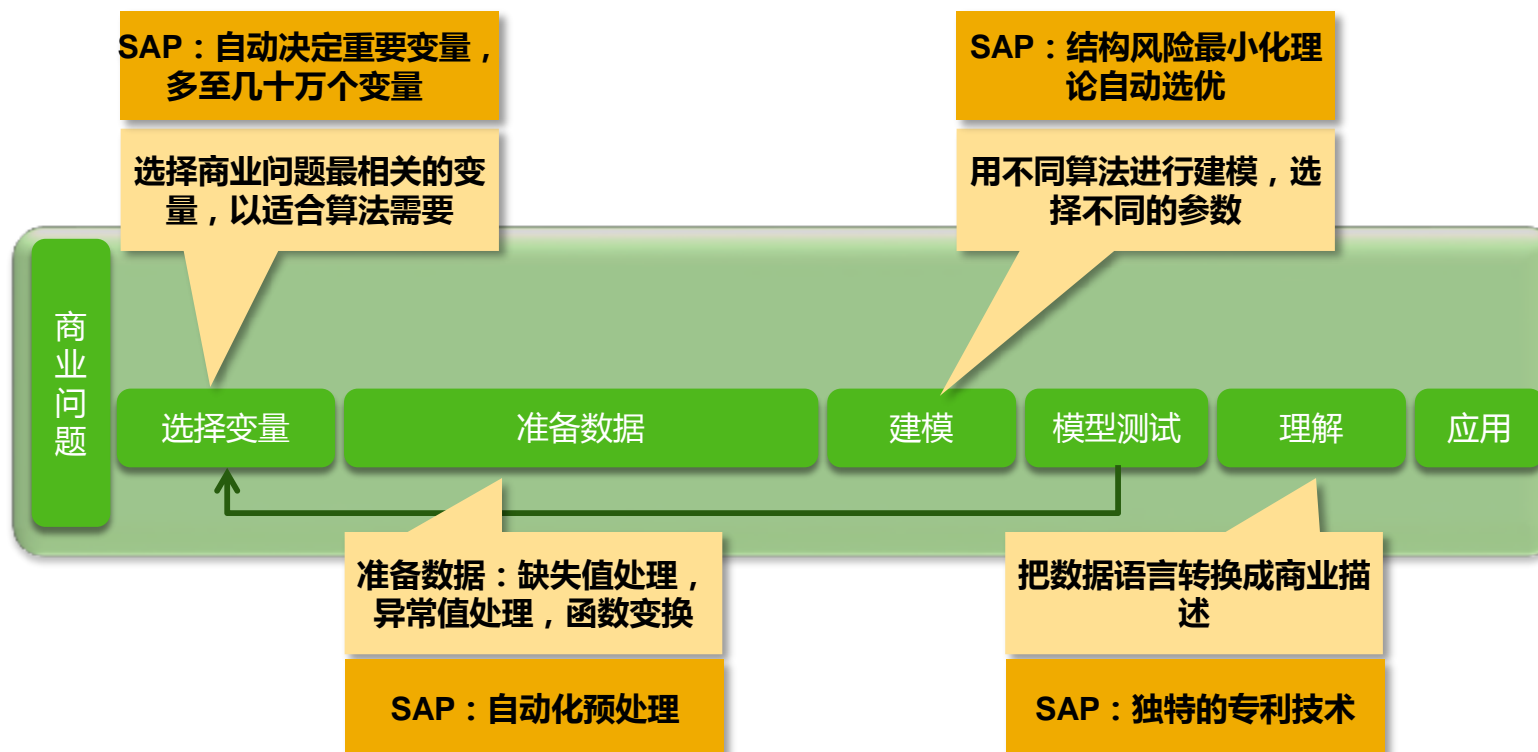 SAP：自动决定重要变量，
多至几十万个变量
选择商业问题最相关的变
量，以适合算法需要
SAP：结构风险最小化理
论自动选优
用不同算法进行建模，选
择不同的参数
商
业
问
题
选择变量
准备数据
建模
模型测试
理解
应用
准备数据：缺失值处理，
异常值处理，函数变换
SAP：自动化预处理
把数据语言转换成商业描
述
SAP：独特的专利技术